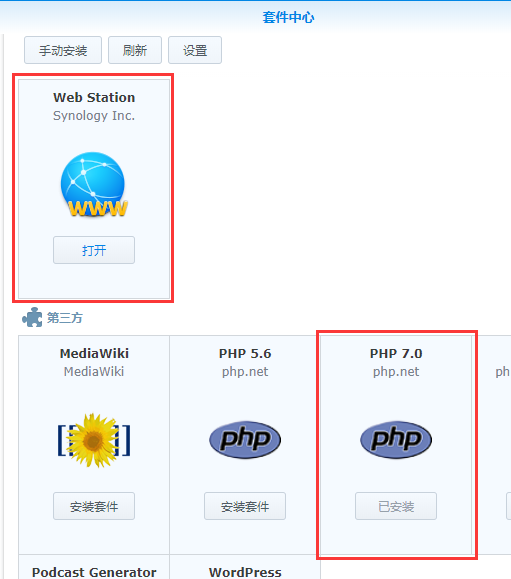 套件中心
手动安装 刷新 设置
Web Station
Synology Inc.
WWW
打开
第三方
MediaWiki PHP 5.6 PHP 7.0
MediaWiki php.net php.net ph
[[ ]] php php
安装套件 安装套件 已安装
Podcast Generator WordPress